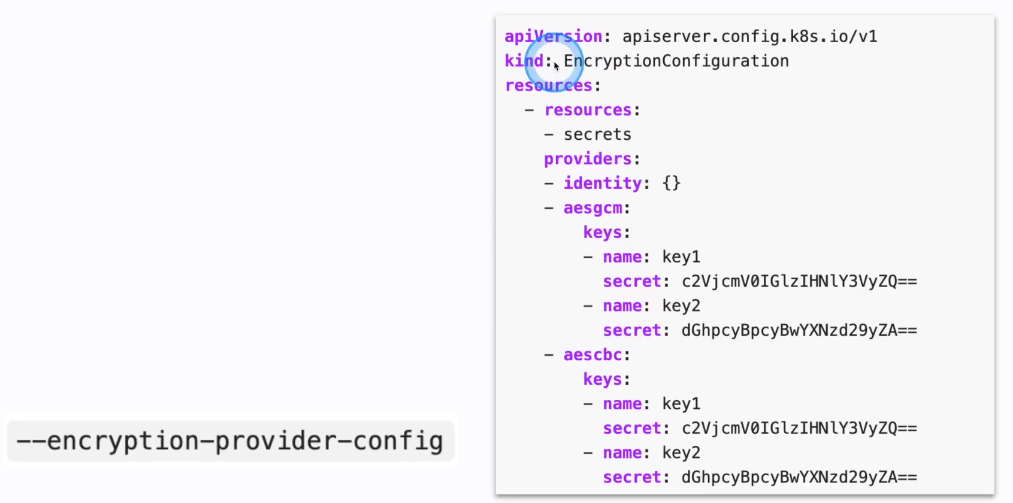 --encryption-provider-config
apiVersion: apiserver.config.k8s.io/v1
kind: EncryptionConfiguration
resources:
  - resources:
    - secrets
    providers:
    - identity: {}
    - aesgcm:
        keys:
        - name: key1
          secret: c2VjcmV0IGlzIHNlY3VyZQ==
        - name: key2
          secret: dGhpcyBpcyBwYXNzd29yZA==
    - aescbc:
        keys:
        - name: key1
          secret: c2VjcmV0IGlzIHNlY3VyZQ==
        - name: key2
          secret: dGhpcyBpcyBwYXNzd29yZA==